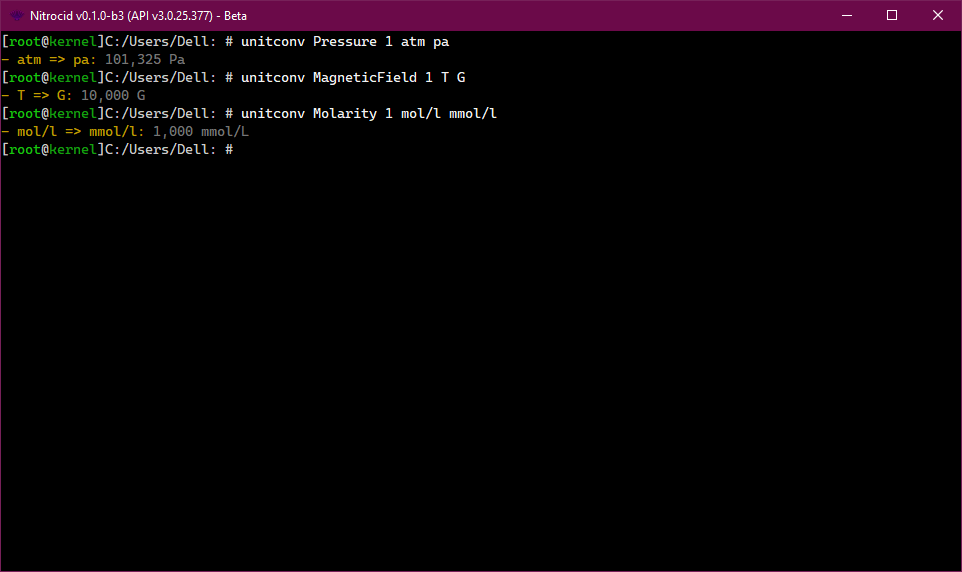 Nitrocid v0.1.0-b3 (API v3.0.25.377) - Beta
[root@kernel]C:/Users/Dell: # unitconv Pressure 1 atm pa
- atm => pa: 101,325 Pa
[root@kernel]C:/Users/Dell: # unitconv MagneticField 1 T G
- T => G: 10,000 G
[root@kernel]C:/Users/Dell: # unitconv Molarity 1 mol/l mmol/l
- mol/l => mmol/l: 1,000 mmol/L
[root@kernel]C:/Users/Dell: #